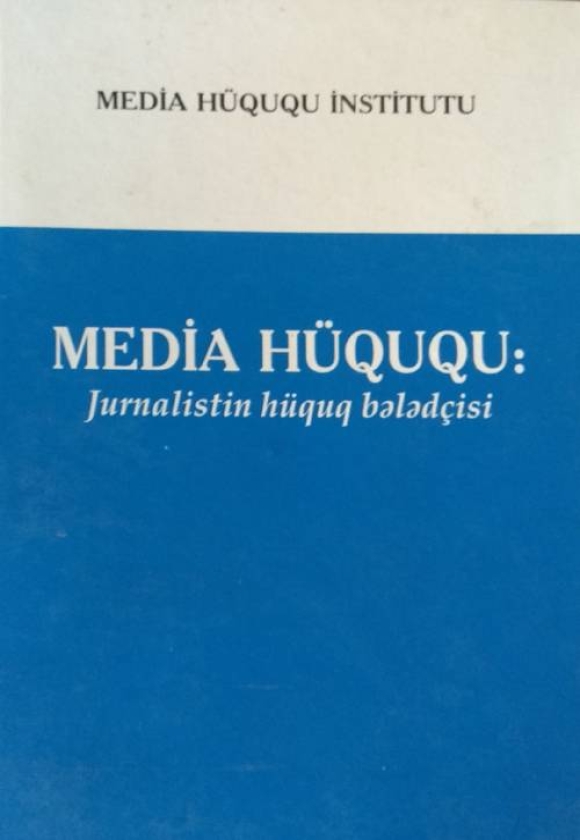 MEDİA HÜQUQU İNSTİTUTU
MEDİA HÜQUQU:
Jurnalistin hüquq bələdçisi